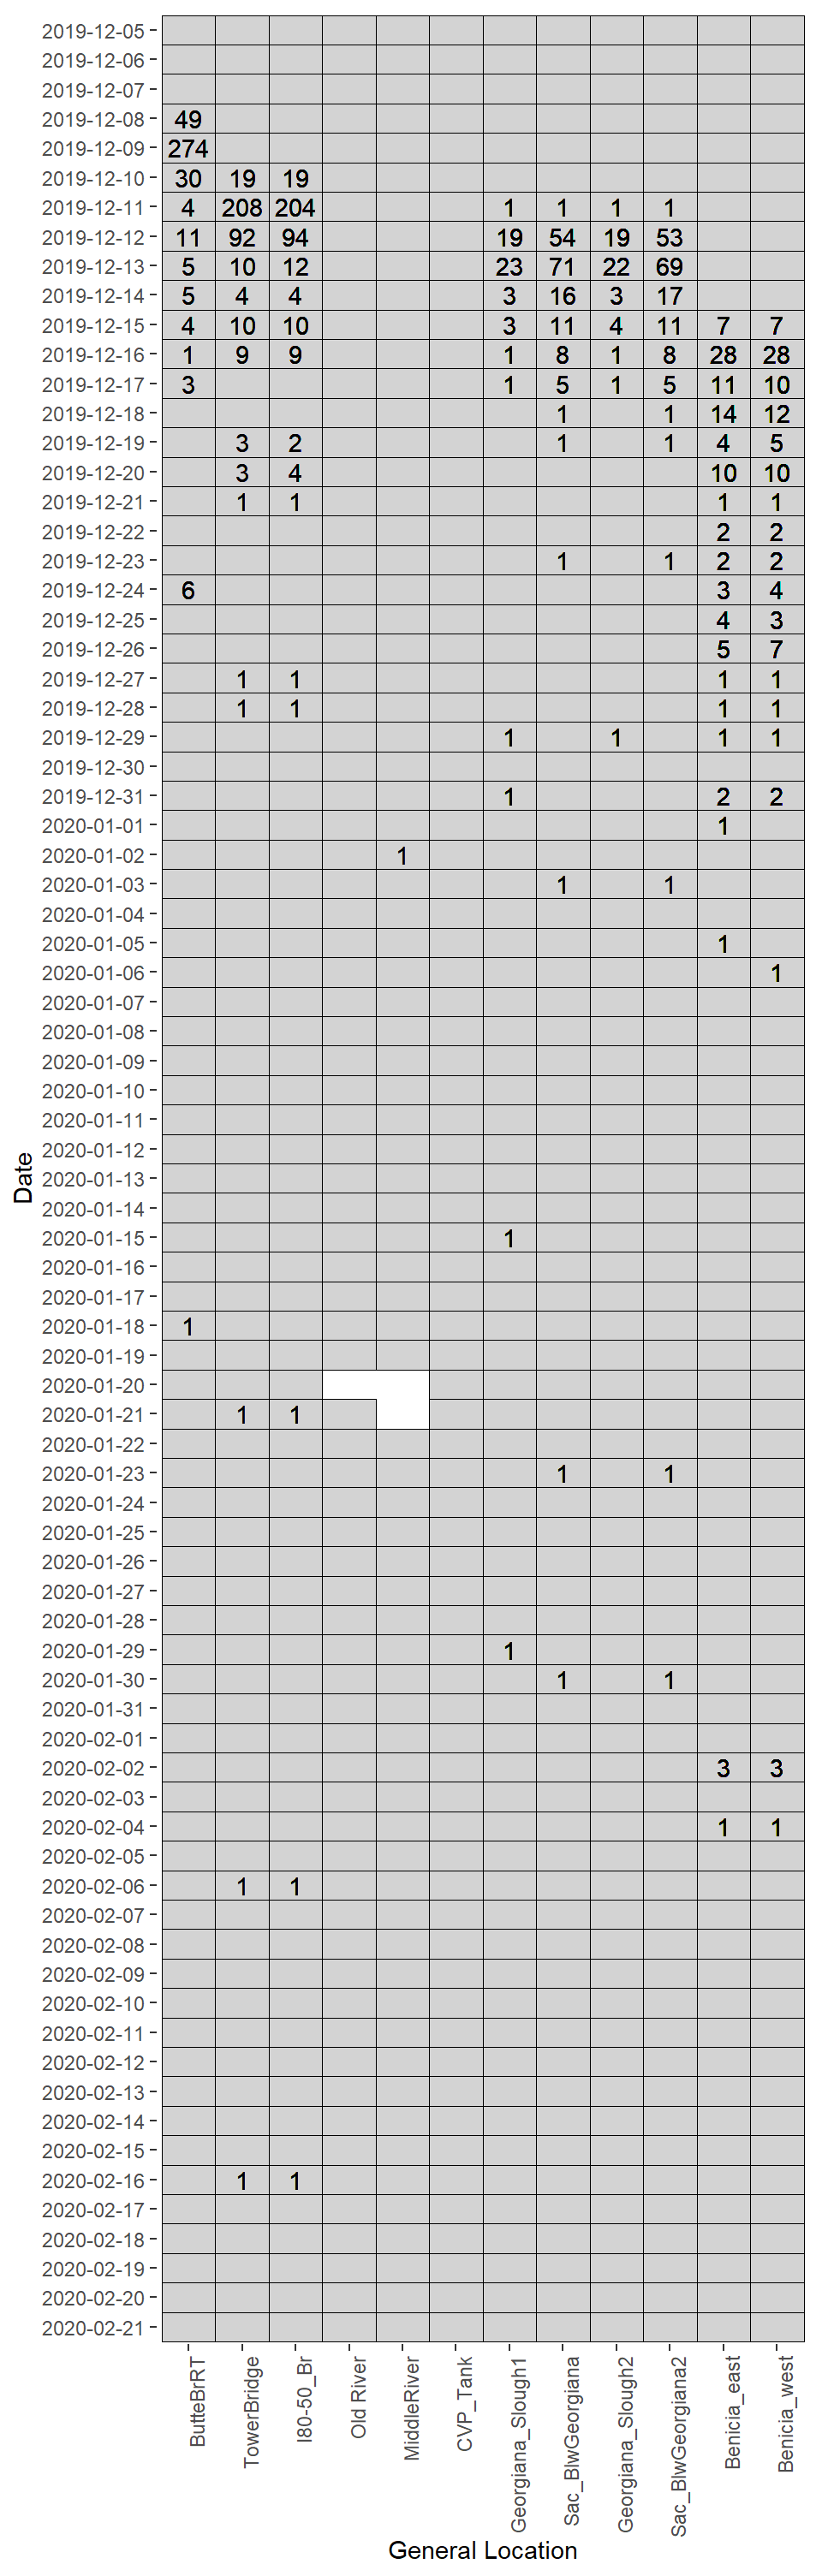 2019-12-05
2019-12-06
2019-12-07
2019-12-08 49
2019-12-09 274
2019-12-10 30 19 19
2019-12-11 4 208 204 1 1 1 1
2019-12-12 11 92 94 19 54 19 53
2019-12-13 5 10 12 23 71 22 69
2019-12-14 5 4 4 3 16 3 17
2019-12-15 4 10 10 3 11 4 11 7 7
2019-12-16 1 9 9 1 8 1 8 28 28
2019-12-17 3 1 5 1 5 11 10
2019-12-18 1 1 14 12
2019-12-19 3 2 1 1 4 5
2019-12-20 3 4 10 10
2019-12-21 1 1 1 1
2019-12-22 2 2
2019-12-23 1 1 2 2
2019-12-24 6 3 4
2019-12-25 4 3
2019-12-26 5 7
2019-12-27 1 1 1 1
2019-12-28 1 1 1 1
2019-12-29 1 1 1 1
2019-12-30
2019-12-31 1 2 2
2020-01-01 1
2020-01-02 1
2020-01-03 1 1
2020-01-04
2020-01-05 1
2020-01-06 1
2020-01-07
2020-01-08
2020-01-09
2020-01-10
2020-01-11
2020-01-12
2020-01-13
2020-01-14
2020-01-15 1
2020-01-16
2020-01-17
2020-01-18 1
2020-01-19
2020-01-20
2020-01-21 1 1
2020-01-22
2020-01-23 1 1
2020-01-24
2020-01-25
2020-01-26
2020-01-27
2020-01-28
2020-01-29 1
2020-01-30 1 1
2020-01-31
2020-02-01
2020-02-02 3 3
2020-02-03
2020-02-04 1 1
2020-02-05
2020-02-06 1 1
2020-02-07
2020-02-08
2020-02-09
2020-02-10
2020-02-11
2020-02-12
2020-02-13
2020-02-14
2020-02-15
2020-02-16 1 1
2020-02-17
2020-02-18
2020-02-19
2020-02-20
2020-02-21
Date
ButteBrRT
TowerBridge
I80-50_Br
Old River
MiddleRiver
CVP_Tank
Georgiana_Slough1
Sac_BlwGeorgiana
Georgiana_Slough2
Sac_BlwGeorgiana2
Benicia_east
Benicia_west
General Location